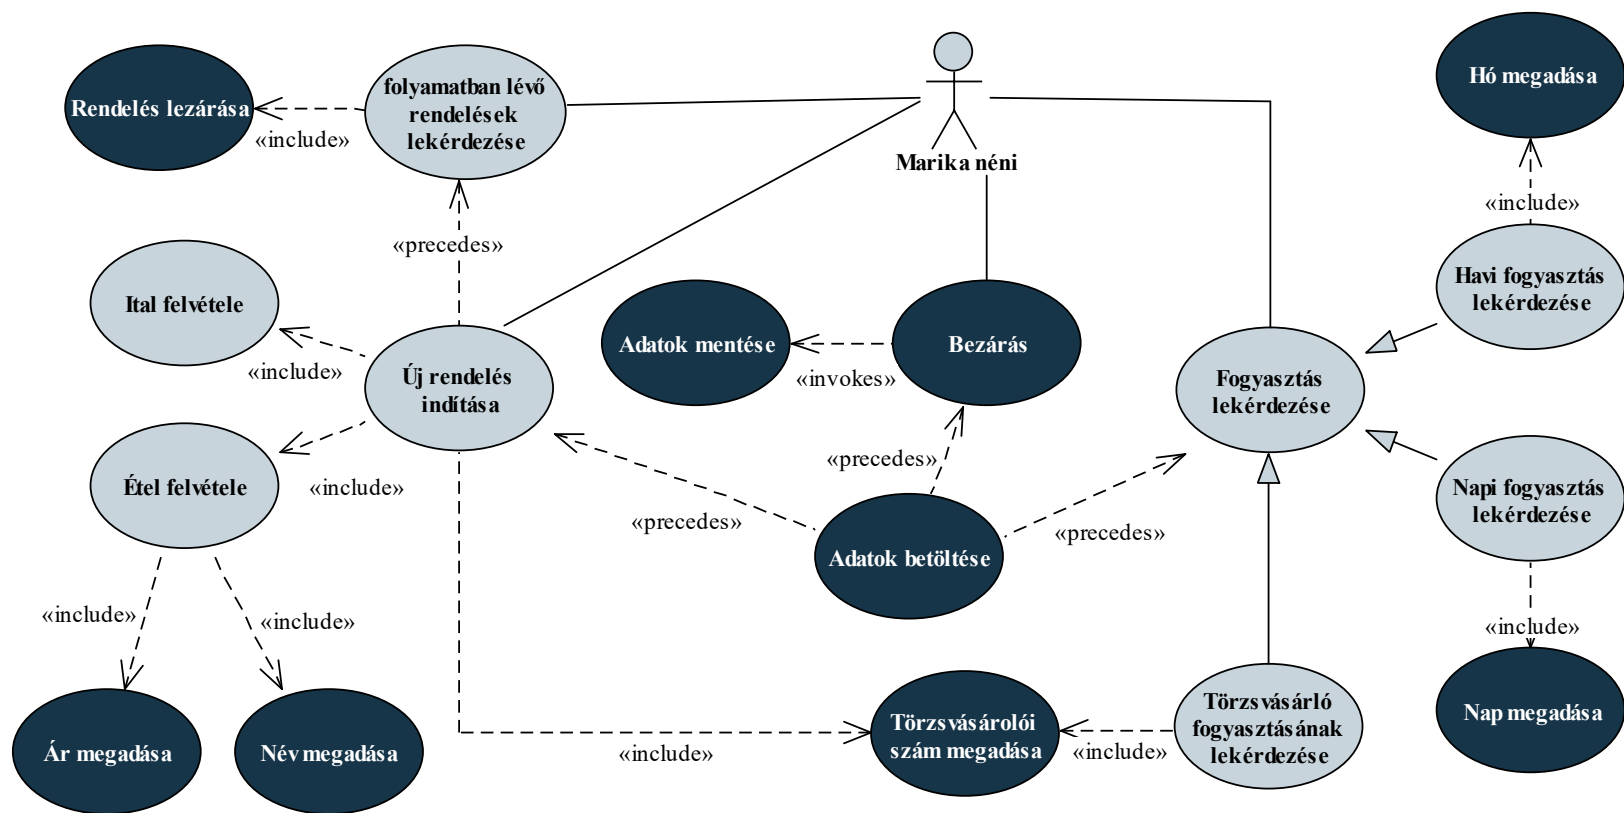 Rendelés lezárása
«include»
folyamatban lévő
rendelések
lekérdezése
Marika néni
Hó megadása
«include»
«precedes»
Ital felvétele
«include»
Új rendelés
indítása
Adatok mentése
«invokes»
Bezárás
Fogyasztás
lekérdezése
Havi fogyasztás
lekérdezése
Étel felvétele
«include»
«precedes»
«precedes»
«precedes»
Napi fogyasztás
lekérdezése
Adatok betöltése
«include»
«include»
«include»
Ár megadása
Név megadása
«include»
Törzsvásárolói
szám megadása
«include»
Törzsvásárló
fogyasztásának
lekérdezése
Nap megadása